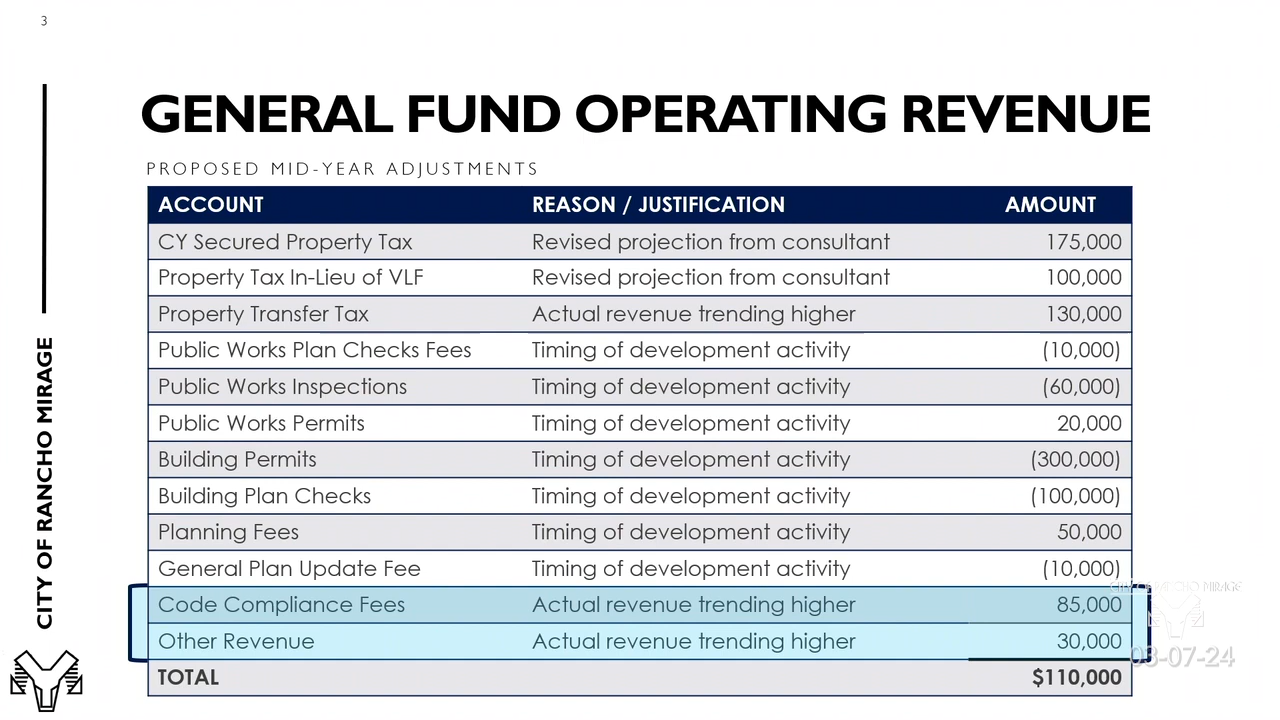 3
GENERAL FUND OPERATING REVENUE
PROPOSED MID-YEAR ADJUSTMENTS
ACCOUNT REASON / JUSTIFICATION AMOUNT
CY Secured Property Tax Revised projection from consultant 175,000
Property Tax In-Lieu of VLF Revised projection from consultant 100,000
Property Transfer Tax Actual revenue trending higher 130,000
Public Works Plan Checks Fees Timing of development activity (10,000)
Public Works Inspections Timing of development activity (60,000)
Public Works Permits Timing of development activity 20,000
Building Permits Timing of development activity (300,000)
Building Plan Checks Timing of development activity (100,000)
Planning Fees Timing of development activity 50,000
General Plan Update Fee Timing of development activity (10,000)
Code Compliance Fees Actual revenue trending higher 85,000
Other Revenue Actual revenue trending higher 30,000
TOTAL $110,000
CITY OF RANCHO MIRAGE
CITY OF RANCHO MIRAGE
03-07-24